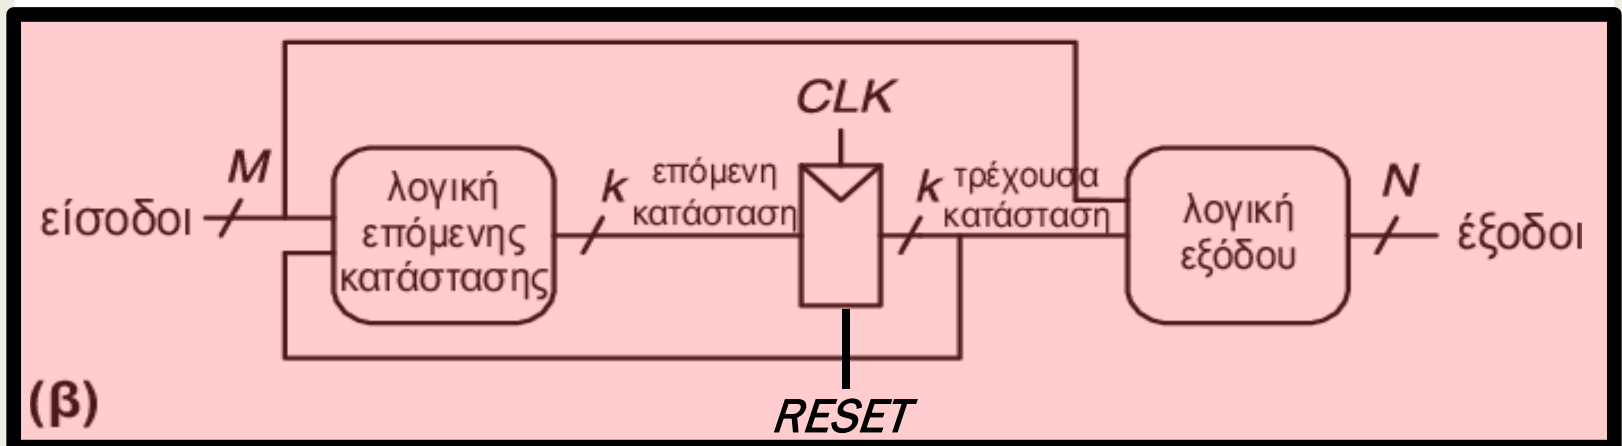 CLK
είσοδοι
M
λογική
επόμενης
κατάστασης
k
επόμενη
κατάσταση
k
τρέχουσα
κατάσταση
λογική
εξόδου
N
έξοδοι
(β)
RESET